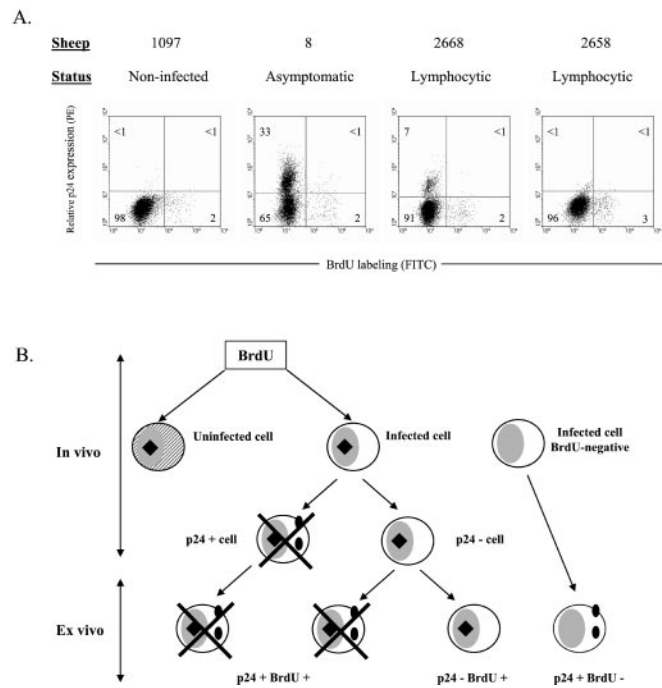 A.
Sheep 1097 8 2668 2658
Status Non-infected Asymptomatic Lymphocytic Lymphocytic
Relative p24 expression (PE)
<1 <1 33 <1 7 <1 <1 <1
98 2 65 2 91 2 96 3
BrdU labeling (FITC)
B.
BrdU
In vivo
Uninfected cell
Infected cell
Infected cell
BrdU-negative
p24 + cell
p24 - cell
Ex vivo
p24 + BrdU +
p24 - BrdU +
p24 + BrdU -